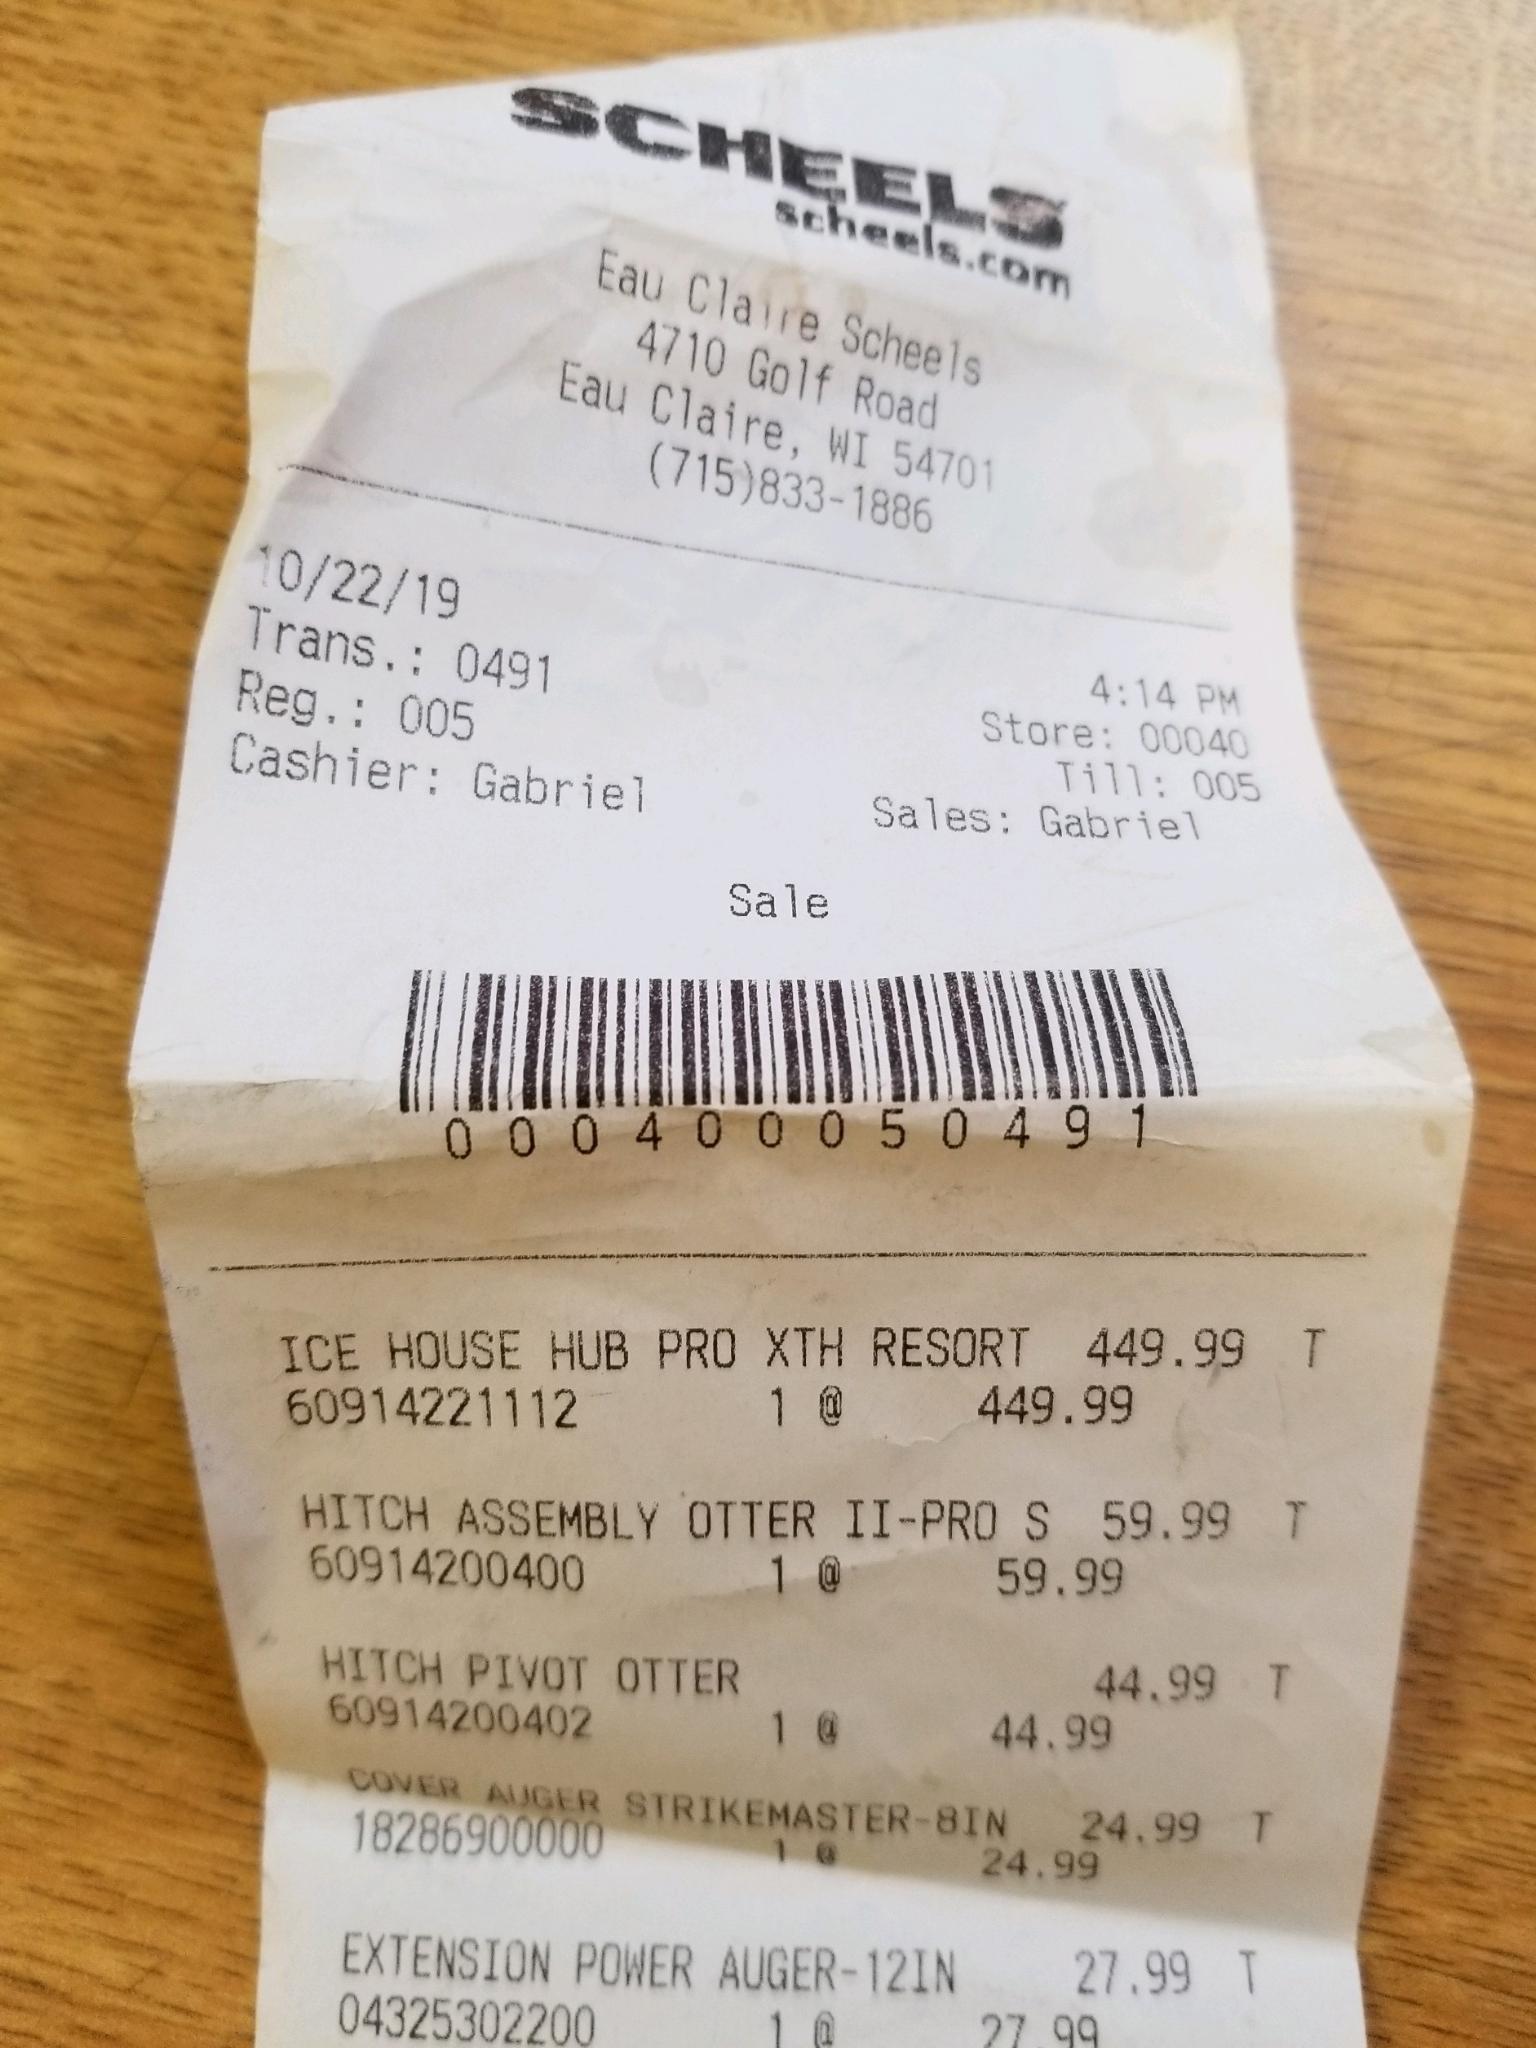 SCHEELS
scheels.com
Eau Claire Scheels
4710 Golf Road
Eau Claire, WI 54701
(715)833-1886
10/22/19 4:14 PM
Trans.: 0491 Store: 00040
Reg.: 005 Till: 005
Cashier: Gabriel Sales: Gabriel
Sale
000400050491
ICE HOUSE HUB PRO XTH RESORT 449.99 T
60914221112 1 @ 449.99
HITCH ASSEMBLY OTTER II-PRO S 59.99 T
60914200400 1 @ 59.99
HITCH PIVOT OTTER 44.99 T
60914200402 1 @ 44.99
COVER AUGER STRIKEMASTER-8IN 24.99 T
18286900000 1 @ 24.99
EXTENSION POWER AUGER-12IN 27.99 T
04325302200 1 @ 27.99